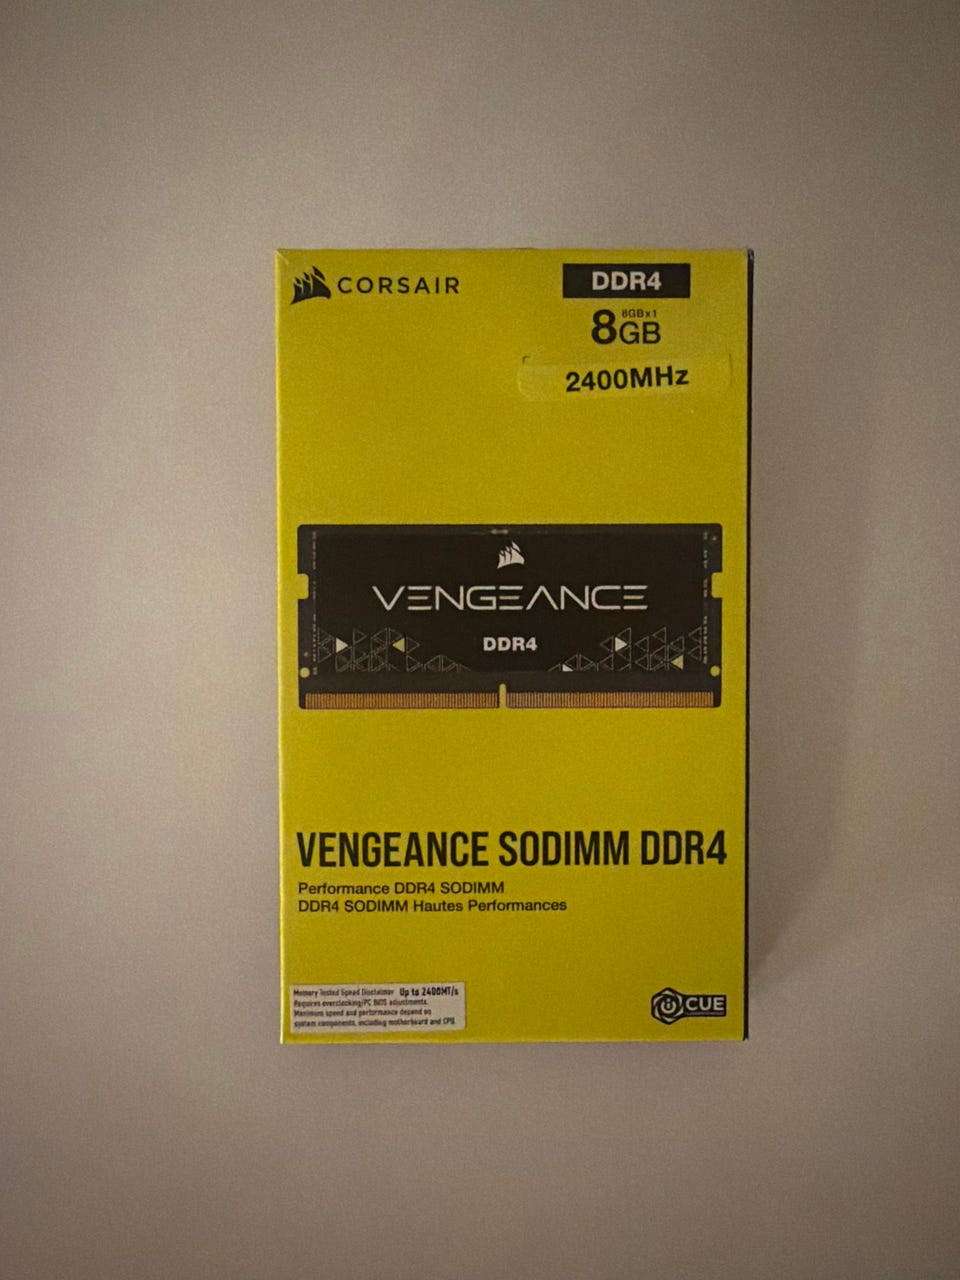 CORSAIR
DDR4
8GBx1
8GB
2400MHz
VENGEANCE
DDR4
VENGEANCE SODIMM DDR4
Performance DDR4 SODIMM
DDR4 SODIMM Hautes Performances
Memory Tested Speed Disclaimer Up to 2400MT/s
Requires overclocking/PC BIOS adjustments.
Maximum speed and performance depend on
system components, including motherboard and CPU.
iCUE